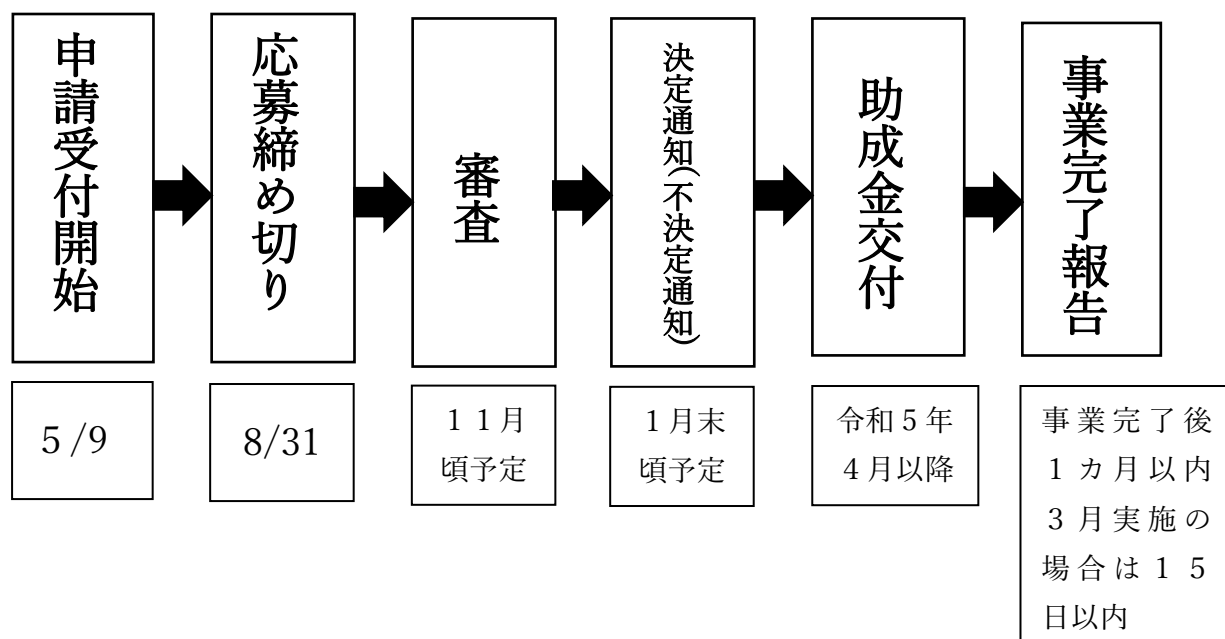 申請受付開始
応募締め切り
審査
決定通知(不決定通知)
助成金交付
事業完了報告
5/9
8/31
１１月
頃予定
１月末
頃予定
令和５年
４月以降
事業完了後
１カ月以内
３月実施の
場合は１５
日以内